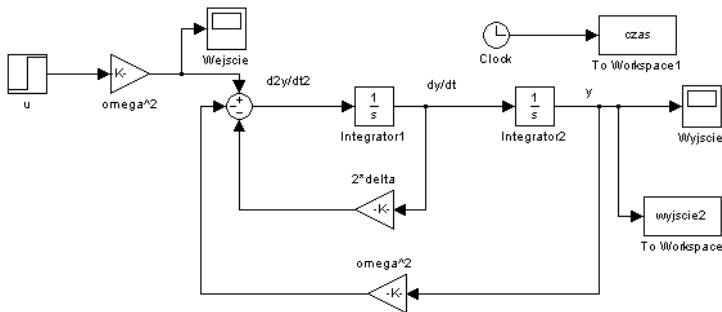 czas
Clock
To Workspace1
Wejscie
K-
u
omega^2
d2y/dt2
dy/dt
y
+
-
-
1
s
Integrator1
1
s
Integrator2
Wyjscie
2*delta
-K-
wyjscie2
To Workspace
omega^2
-K-